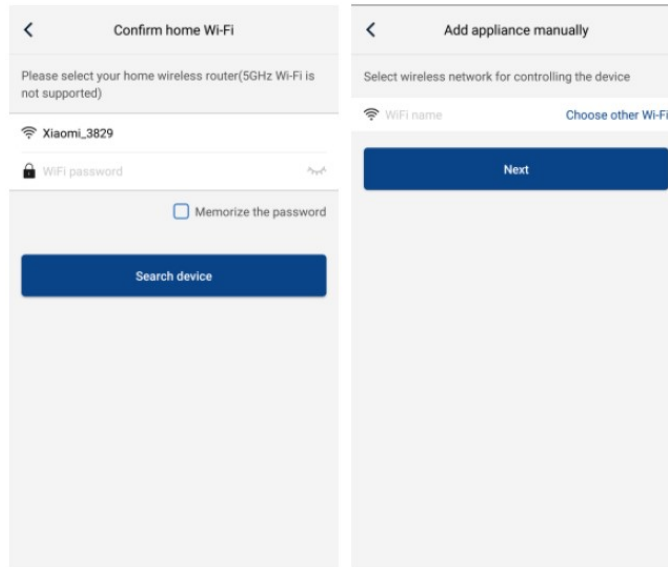 Confirm home Wi-Fi
Please select your home wireless router(5GHz Wi-Fi is
not supported)
Xiaomi_3829
WiFi password
Memorize the password
Search device
Add appliance manually
Select wireless network for controlling the device
WiFi name
Choose other Wi-Fi
Next